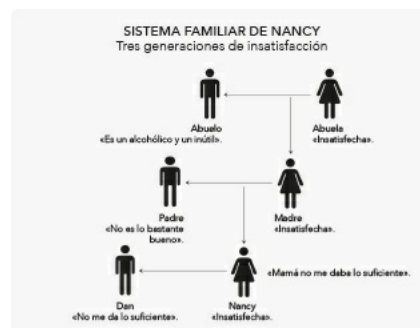 SISTEMA FAMILIAR DE NANCY
Tres generaciones de insatisfacción
Abuelo
«Es un alcohólico y un inútil».
Abuela
«Insatisfecha».
Padre
«No es lo bastante
bueno».
Madre
«Insatisfecha».
«Mamá no me daba lo suficiente».
Dan
«No me da lo suficiente».
Nancy
«Insatisfecha».